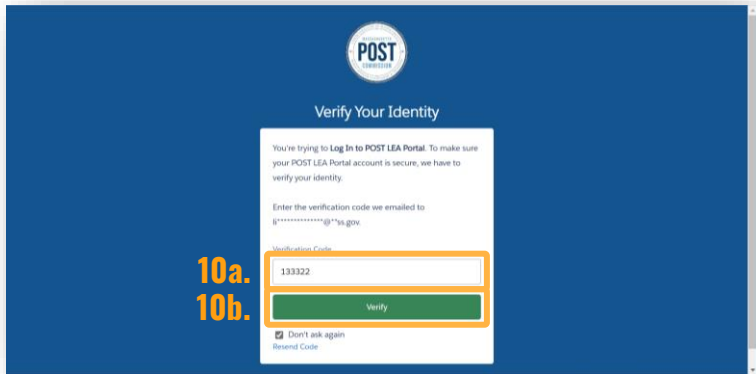 MASSACHUSETTS
POST
COMMISSION
Verify Your Identity
You're trying to Log In to POST LEA Portal. To make sure
your POST LEA Portal account is secure, we have to
verify your identity.
Enter the verification code we emailed to
li**************@**ss.gov.
Verification Code
10a.
133322
10b.
Verify
Don't ask again
Resend Code